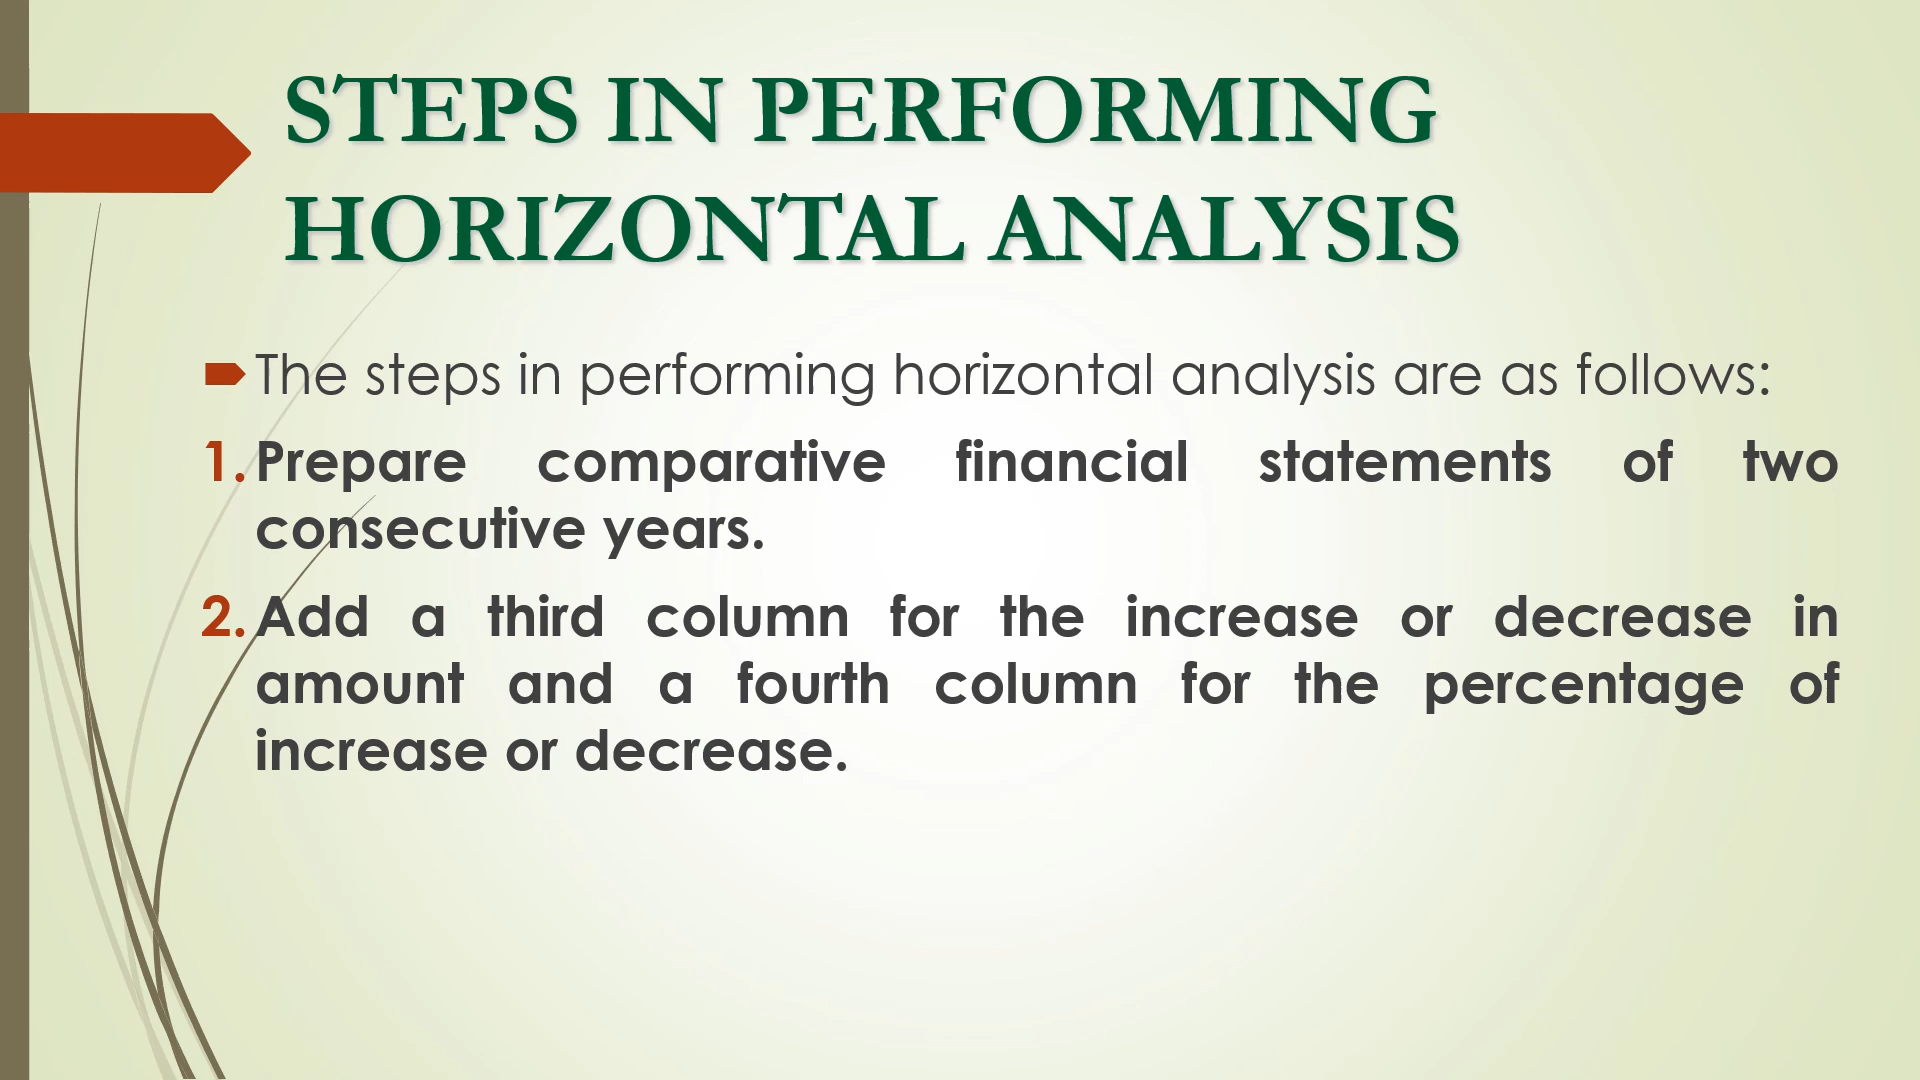 STEPS IN PERFORMING
HORIZONTAL ANALYSIS
The steps in performing horizontal analysis are as follows:
1. Prepare comparative financial statements of two
consecutive years.
2. Add a third column for the increase or decrease in
amount and a fourth column for the percentage of
increase or decrease.